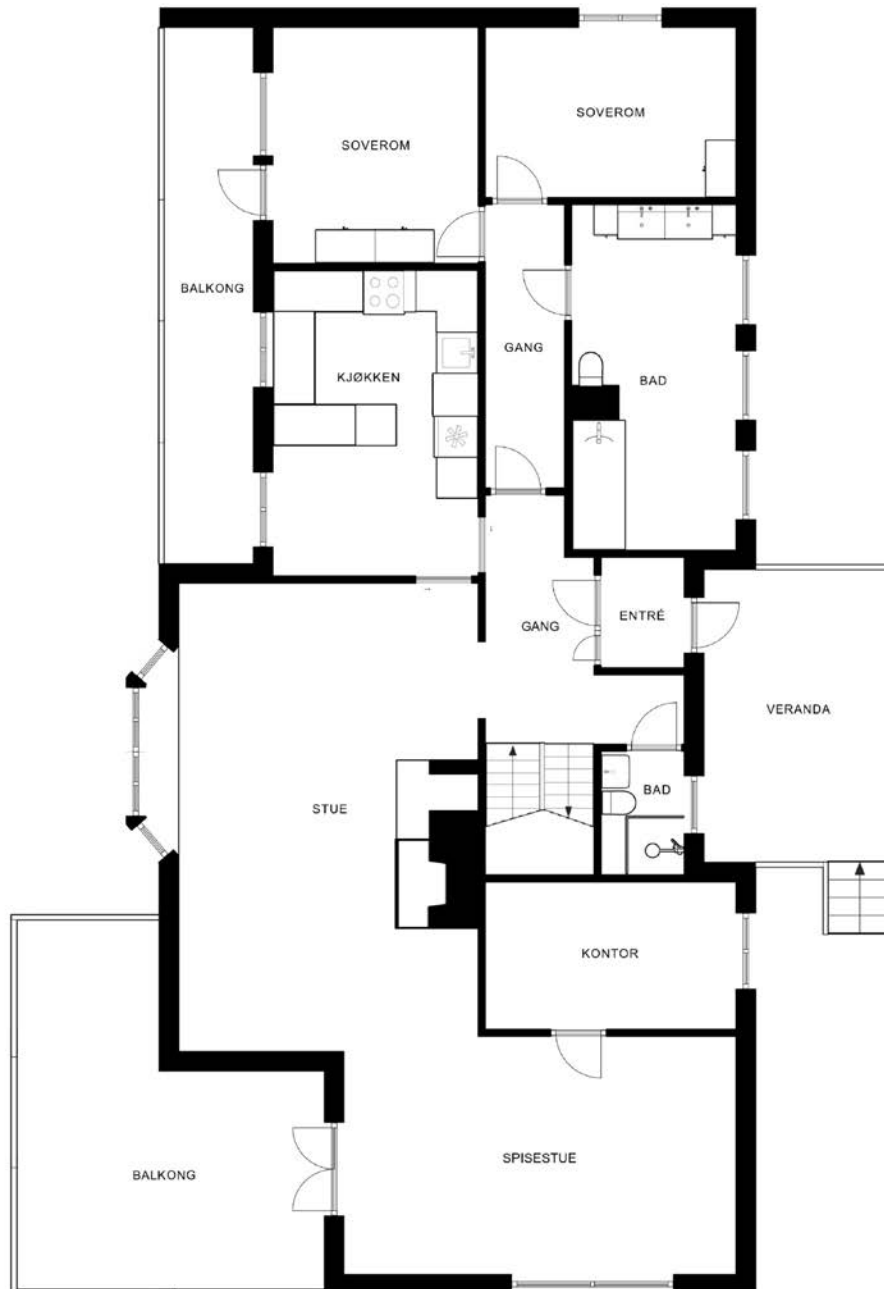 SOVEROM
SOVEROM
BALKONG
GANG
KJØKKEN
BAD
ENTRÉ
GANG
VERANDA
BAD
STUE
KONTOR
SPISESTUE
BALKONG